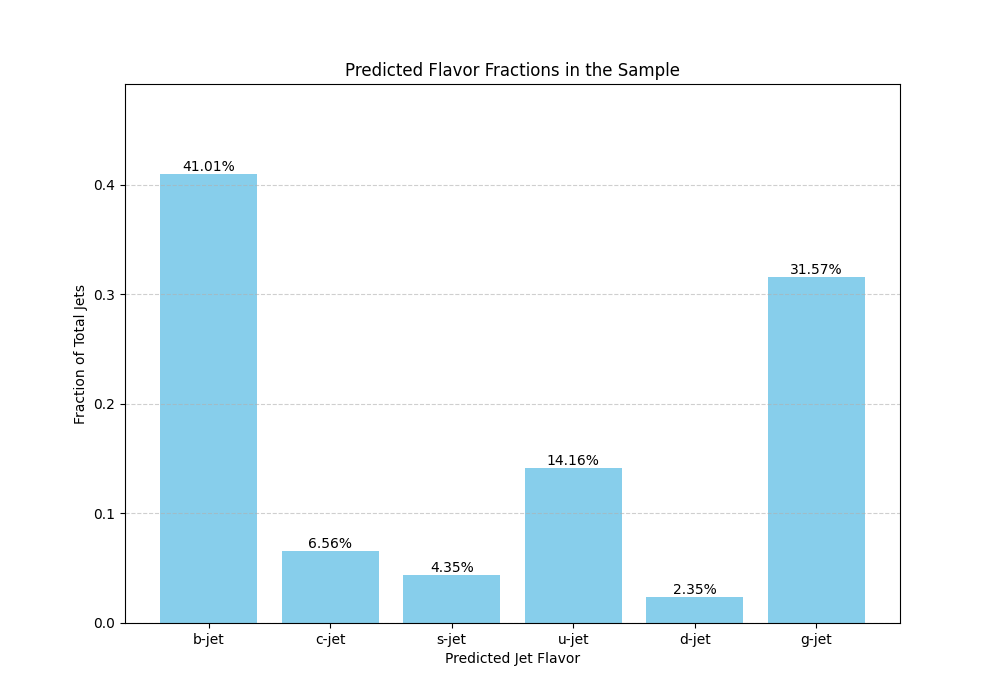 Predicted Flavor Fractions in the Sample
Fraction of Total Jets
0.4
0.3
0.2
0.1
0.0
41.01%
6.56%
4.35%
14.16%
2.35%
31.57%
b-jet
c-jet
s-jet
u-jet
d-jet
g-jet
Predicted Jet Flavor